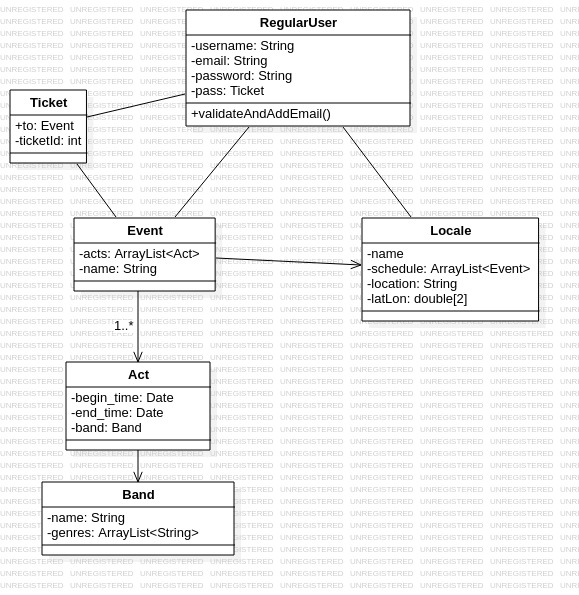 RegularUser
-username: String
-email: String
-password: String
-pass: Ticket
+validateAndAddEmail()
Ticket
+to: Event
-ticketId: int
Event
-acts: ArrayList<Act>
-name: String
Locale
-name
-schedule: ArrayList<Event>
-location: String
-latLon: double[2]
1..*
Act
-begin_time: Date
-end_time: Date
-band: Band
Band
-name: String
-genres: ArrayList<String>
UNREGISTERED